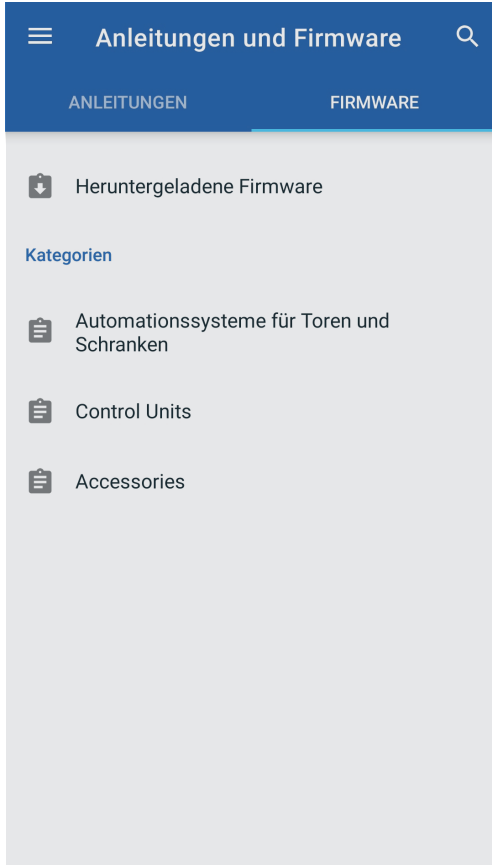 Anleitungen und Firmware
ANLEITUNGEN
FIRMWARE
Heruntergeladene Firmware
Kategorien
Automationssysteme für Toren und
Schranken
Control Units
Accessories